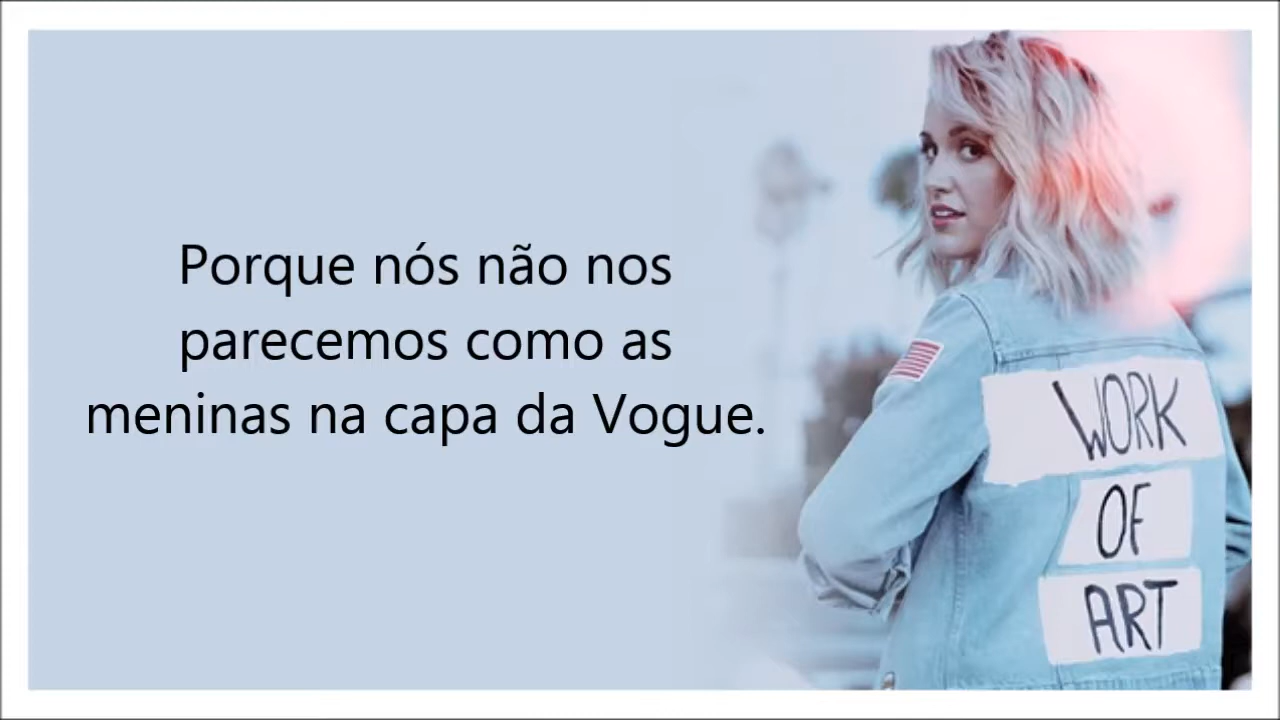 Porque nós não nos
parecemos como as
meninas na capa da Vogue.
WORK
OF
ART